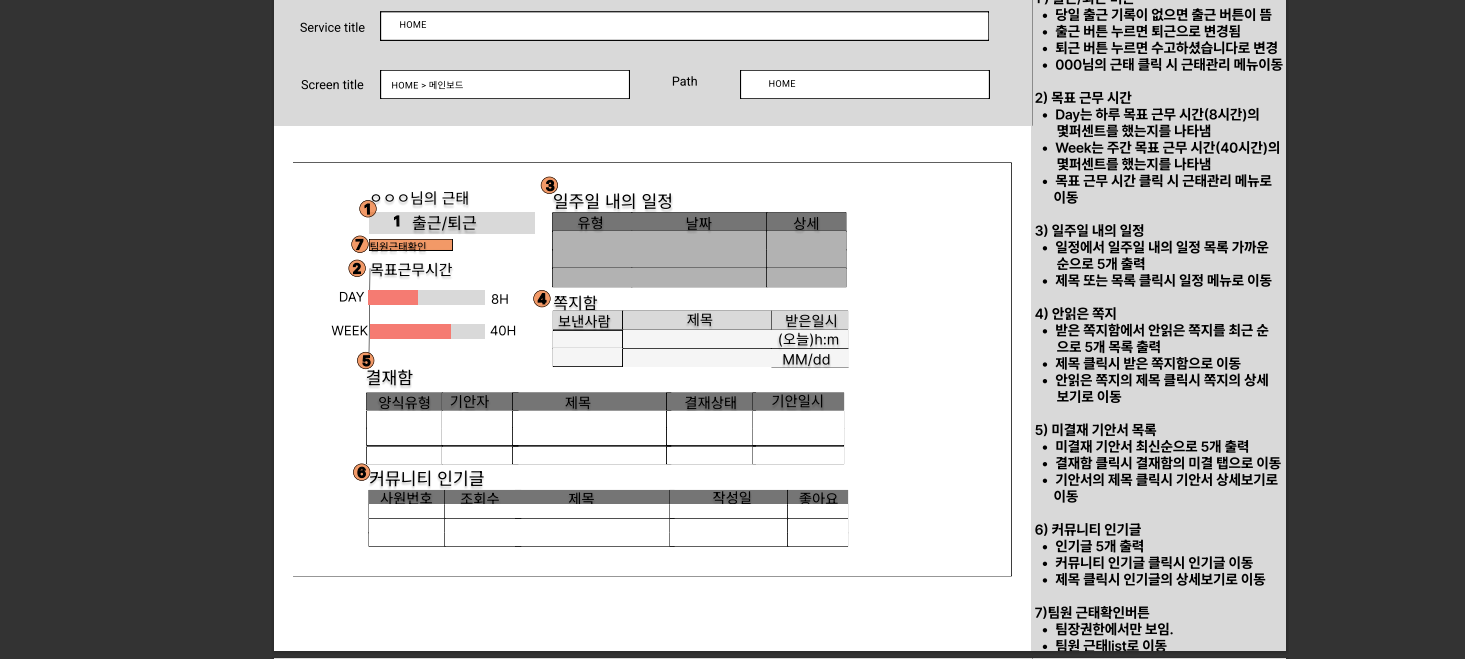 Service title
HOME
Screen title
HOME > 메인보드
Path
HOME
ㅇㅇㅇ님의 근태
1
1 출근/퇴근
7
팀원근태확인
2
목표근무시간
DAY
8H
WEEK
40H
3
일주일 내의 일정
유형 날짜 상세
4
쪽지함
보낸사람 제목 받은일시
(오늘)h:m
MM/dd
5
결재함
양식유형 기안자 제목 결재상태 기안일시
6
커뮤니티 인기글
사원번호 조회수 제목 작성일 좋아요
• 당일 출근 기록이 없으면 출근 버튼이 뜸
• 출근 버튼 누르면 퇴근으로 변경됨
• 퇴근 버튼 누르면 수고하셨습니다로 변경
• 000님의 근태 클릭 시 근태관리 메뉴이동
2) 목표 근무 시간
• Day는 하루 목표 근무 시간(8시간)의
몇퍼센트를 했는지를 나타냄
• Week는 주간 목표 근무 시간(40시간)의
몇퍼센트를 했는지를 나타냄
• 목표 근무 시간 클릭 시 근태관리 메뉴로
이동
3) 일주일 내의 일정
• 일정에서 일주일 내의 일정 목록 가까운
순으로 5개 출력
• 제목 또는 목록 클릭시 일정 메뉴로 이동
4) 안읽은 쪽지
• 받은 쪽지함에서 안읽은 쪽지를 최근 순
으로 5개 목록 출력
• 제목 클릭시 받은 쪽지함으로 이동
• 안읽은 쪽지의 제목 클릭시 쪽지의 상세
보기로 이동
5) 미결재 기안서 목록
• 미결재 기안서 최신순으로 5개 출력
• 결재함 클릭시 결재함의 미결 탭으로 이동
• 기안서의 제목 클릭시 기안서 상세보기로
이동
6) 커뮤니티 인기글
• 인기글 5개 출력
• 커뮤니티 인기글 클릭시 인기글 이동
• 제목 클릭시 인기글의 상세보기로 이동
7)팀원 근태확인버튼
• 팀장권한에서만 보임.
• 팀원 근태list로 이동